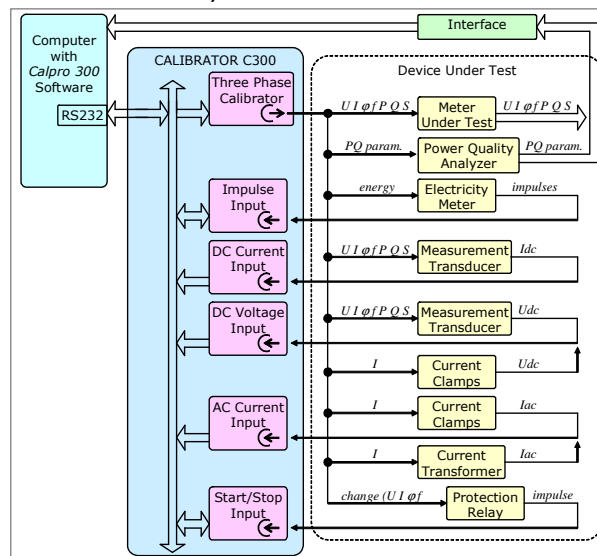 Interface
Computer
with
Calpro 300
Software
RS232
CALIBRATOR C300
Three Phase
Calibrator
Impulse
Input
DC Current
Input
DC Voltage
Input
AC Current
Input
Start/Stop
Input
Device Under Test
U I φ f P Q S
Meter
Under Test
U I φ f P Q S
PQ param.
Power Quality
Analyzer
PQ param.
energy
Electricity
Meter
impulses
U I φ f P Q S
Measurement
Transducer
Idc
U I φ f P Q S
Measurement
Transducer
Udc
I
Current
Clamps
Udc
I
Current
Clamps
Iac
I
Current
Transformer
Iac
change (U I φ f
Protection
Relay
impulse